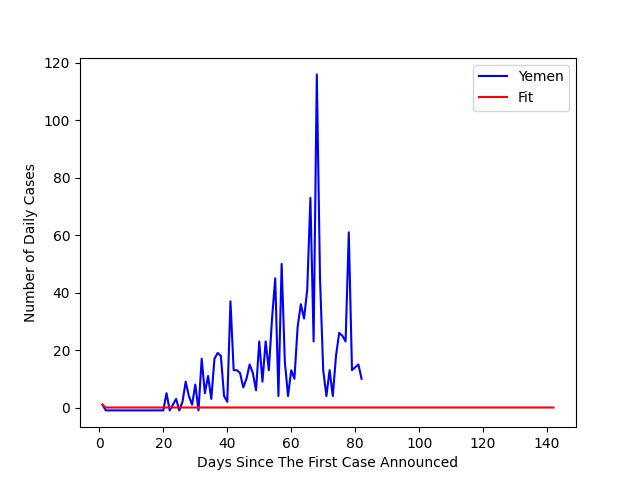 Yemen
Fit
120
100
80
60
40
20
0
Number of Daily Cases
0 20 40 60 80 100 120 140
Days Since The First Case Announced